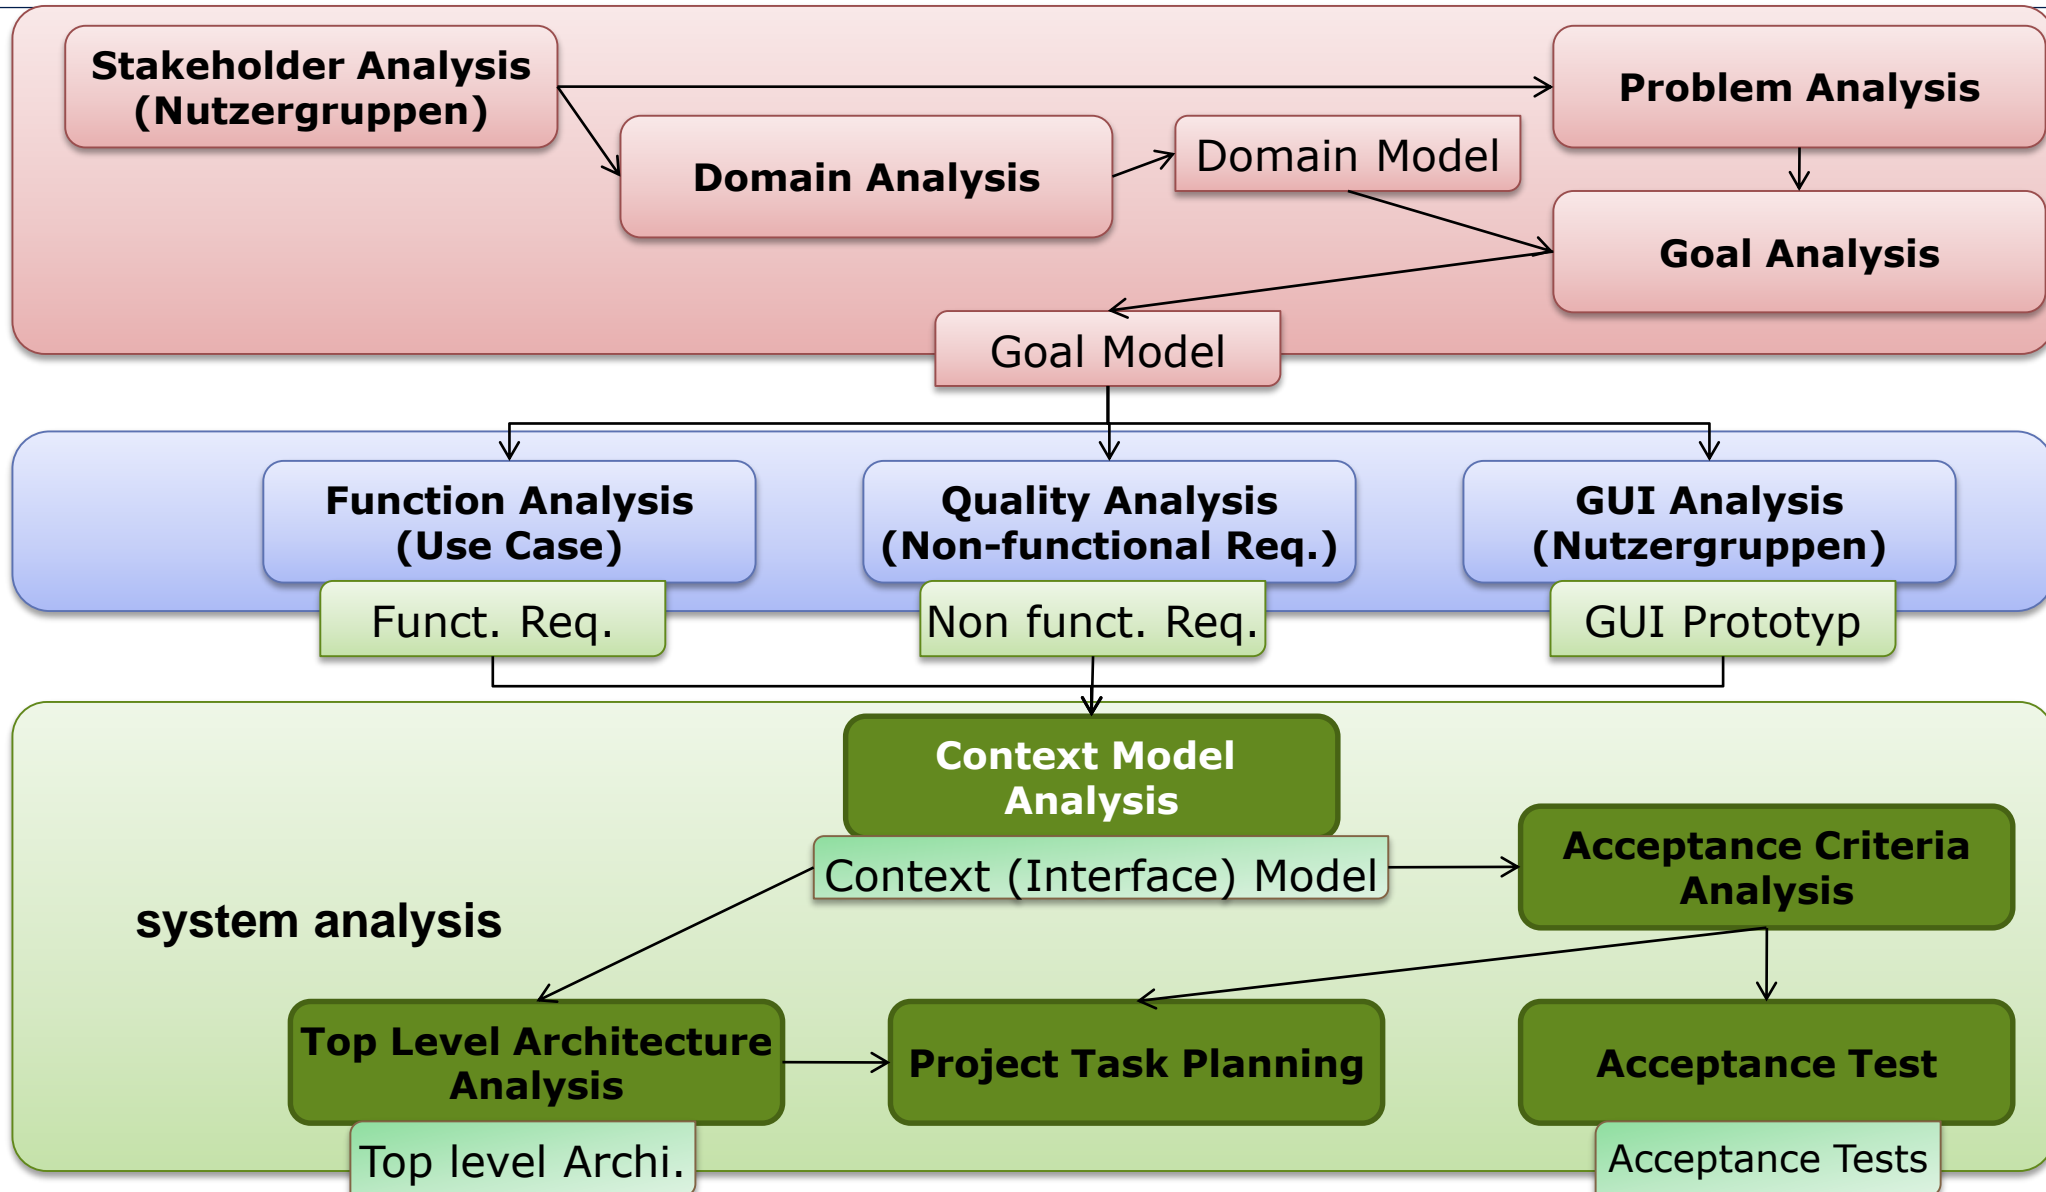 Stakeholder Analysis
(Nutzergruppen)
Problem Analysis
Domain Analysis
Domain Model
Goal Analysis
Goal Model
Function Analysis
(Use Case)
Quality Analysis
(Non-functional Req.)
GUI Analysis
(Nutzergruppen)
Funct. Req.
Non funct. Req.
GUI Prototyp
Context Model
Analysis
Context (Interface) Model
Acceptance Criteria
Analysis
system analysis
Top Level Architecture
Analysis
Project Task Planning
Acceptance Test
Top level Archi.
Acceptance Tests